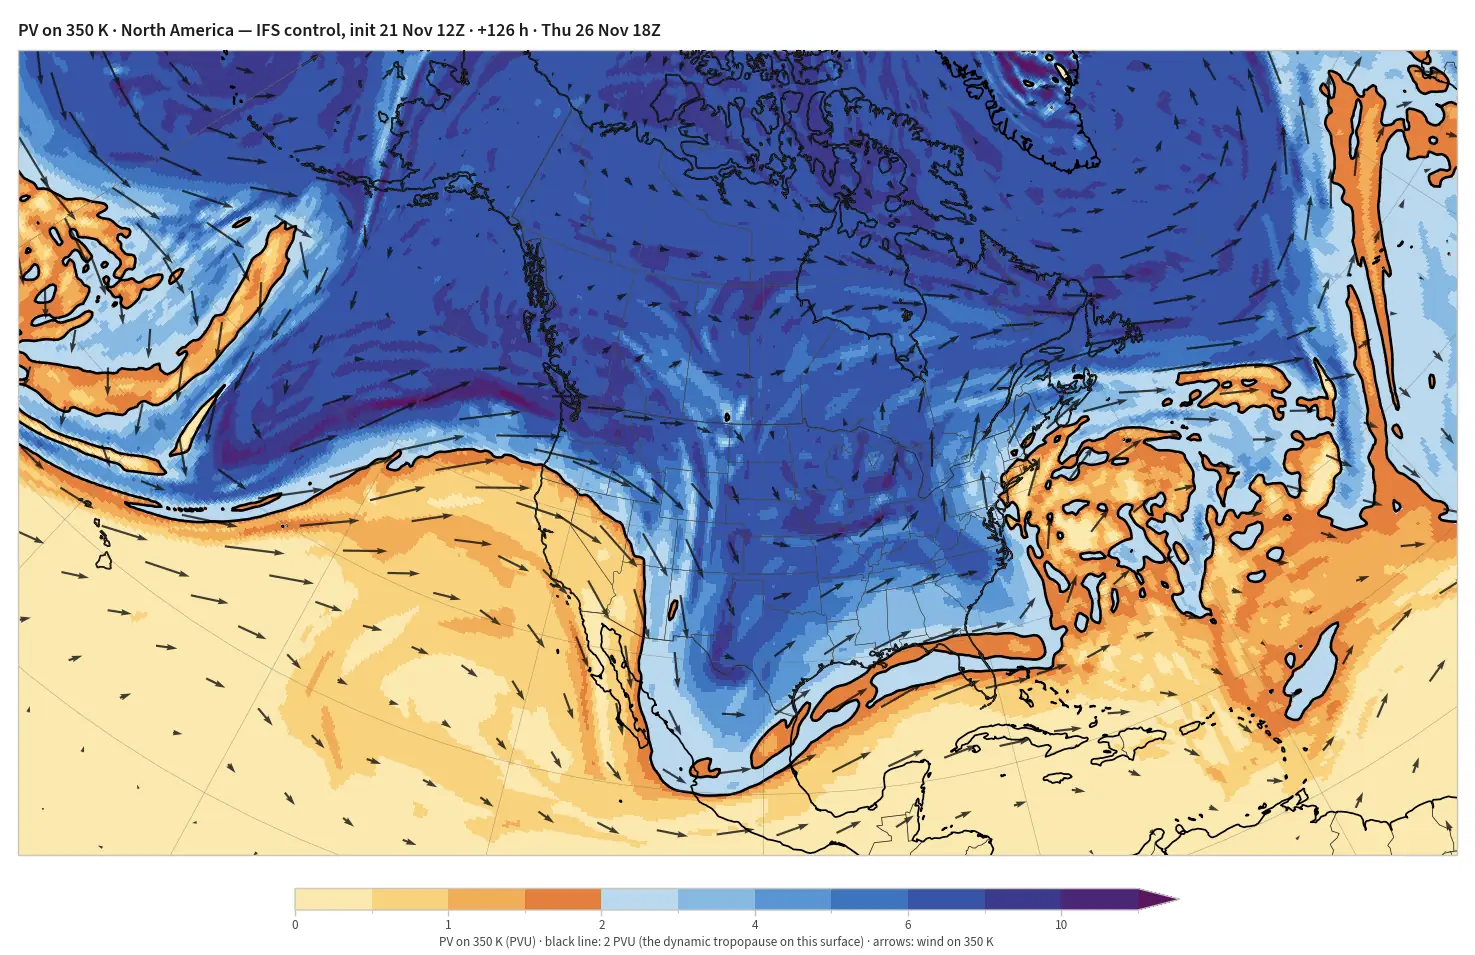 PV on 350 K · North America — IFS control, init 21 Nov 12Z · +126 h · Thu 26 Nov 18Z
0 1 2 4 6 10
PV on 350 K (PVU) · black line: 2 PVU (the dynamic tropopause on this surface) · arrows: wind on 350 K